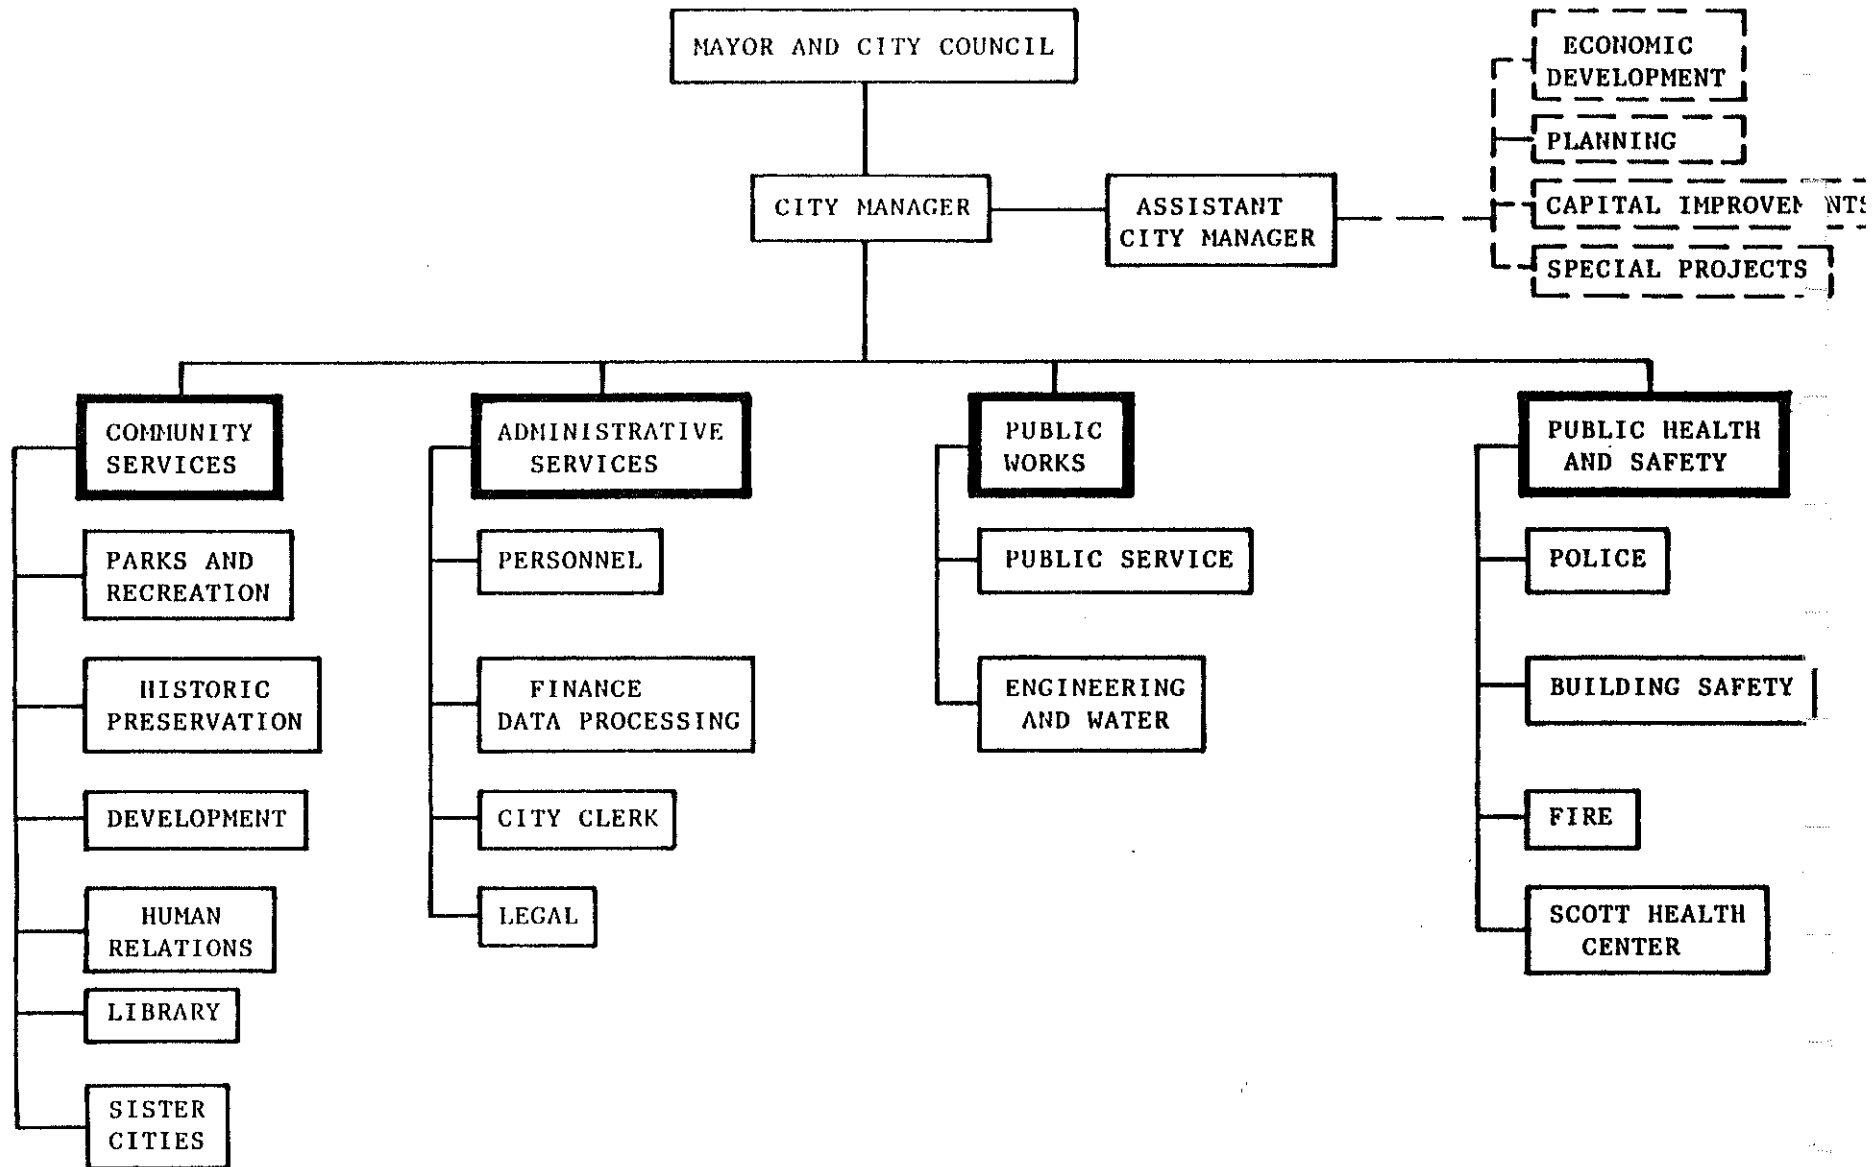 MAYOR AND CITY COUNCIL
ECONOMIC
DEVELOPMENT
PLANNING
CITY MANAGER
ASSISTANT
CITY MANAGER
CAPITAL
SPECIAL PROJECTS
COMMUNITY
SERVICES
PARKS AND
RECREATION
HISTORIC
PRESERVATION
DEVELOPMENT
HUMAN
RELATIONS
LIBRARY
SISTER
CITIES
ADMINISTRATIVE
SERVICES
PERSONNEL
FINANCE
DATA PROCESSING
CITY CLERK
LEGAL
PUBLIC
WORKS
PUBLIC SERVICE
ENGINEERING
AND WATER
PUBLIC HEALTH
AND SAFETY
POLICE
BUILDING SAFETY
FIRE
SCOTT HEALTH
CENTER